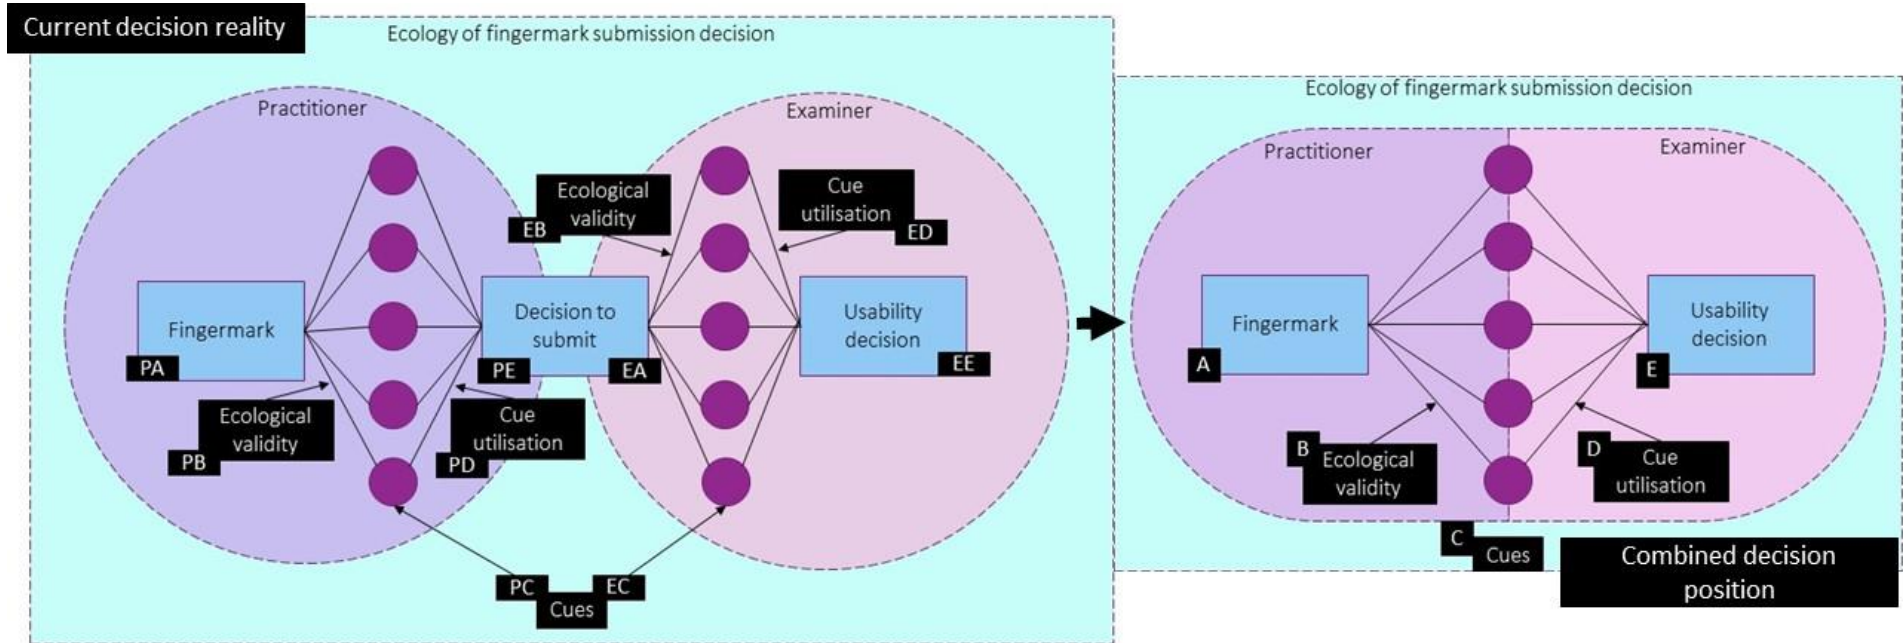 Current decision reality
Ecology of fingermark submission decision
Practitioner
Examiner
Ecological
validity
EB
Cue
utilisation
ED
Fingermark
PA
Decision to
submit
PE
EA
Usability
decision
EE
Ecological
validity
PB
Cue
utilisation
PD
PC
EC
Cues
Ecology of fingermark submission decision
Practitioner
Examiner
Fingermark
A
Usability
decision
E
B
Ecological
validity
D
Cue
utilisation
C
Cues
Combined decision
position